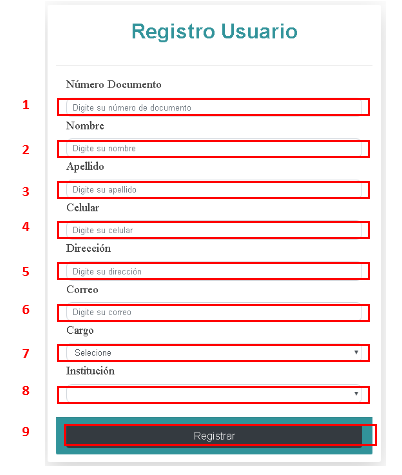 Registro Usuario
Número Documento
1 Digite su número de documento
Nombre
2 Digite su nombre
Apellido
3 Digite su apellido
Celular
4 Digite su celular
Dirección
5 Digite su dirección
Correo
6 Digite su correo
Cargo
7 Selecione
Institución
8
9 Registrar